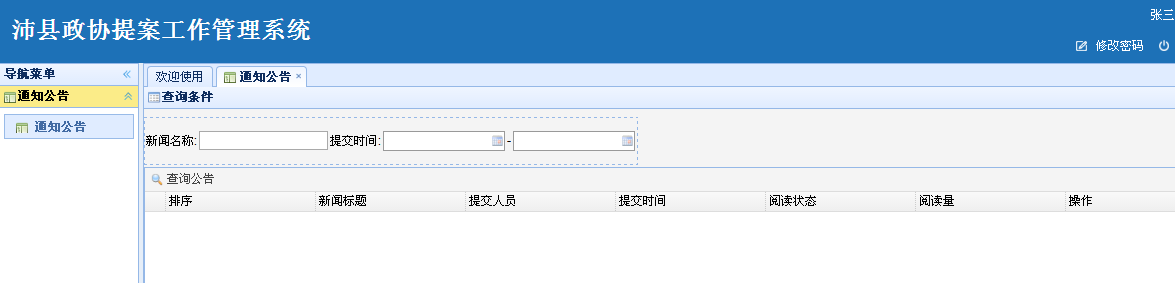 张三
沛县政协提案工作管理系统
修改密码
导航菜单
欢迎使用 通知公告
通知公告
查询条件
通知公告
新闻名称: 提交时间: -
查询公告
排序 新闻标题 提交人员 提交时间 阅读状态 阅读量 操作